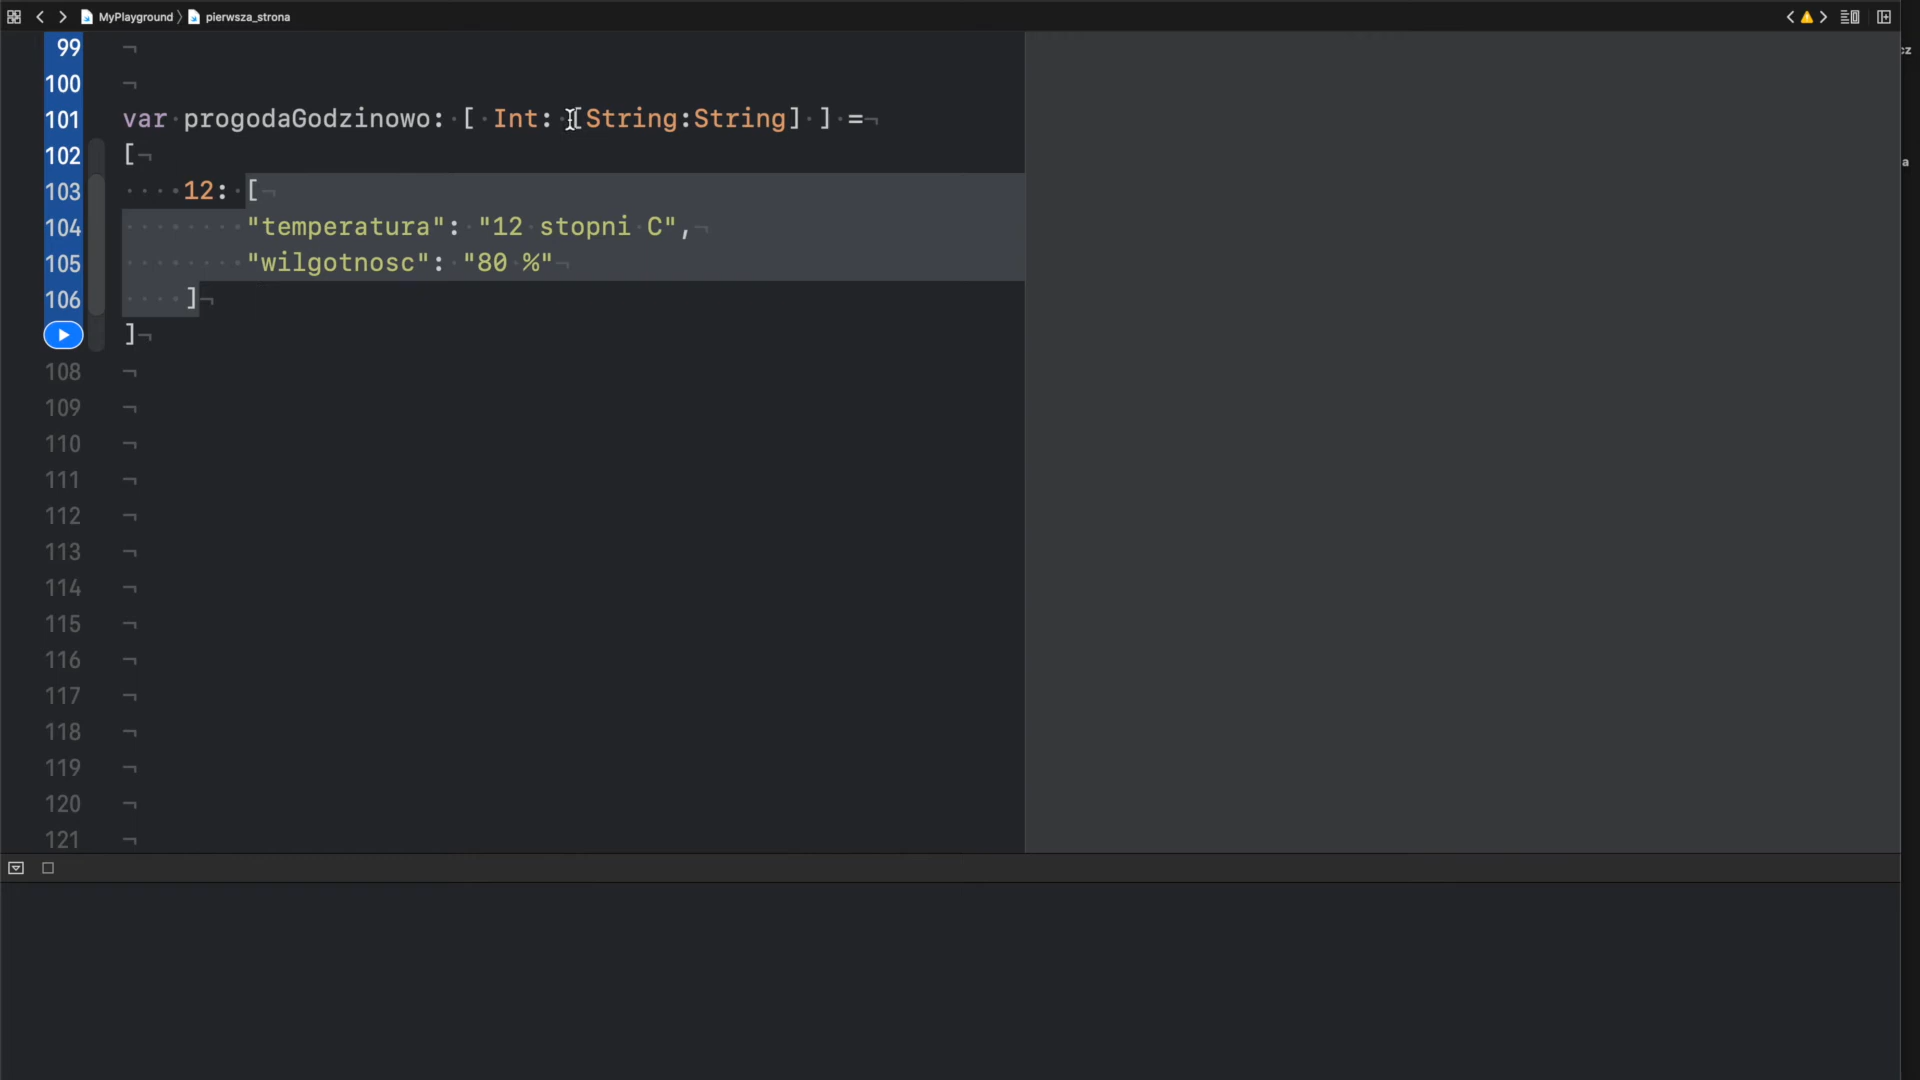 MyPlayground 〉 pierwsza_strona
99
100
101 var progodaGodzinowo: [ Int: [String:String] ] =
102 [
103 12: [
104 "temperatura": "12 stopni C",
105 "wilgotnosc": "80 %"
106 ]
]
108
109
110
111
112
113
114
115
116
117
118
119
120
121
cz
a